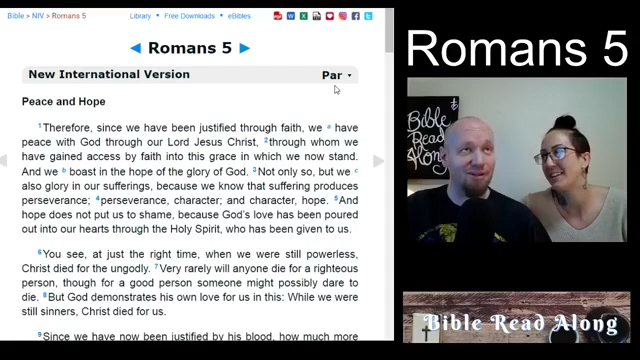 Bible > NIV > Romans 5
Library • Free Downloads • eBibles
◄ Romans 5 ►
New International Version
Par ▼
Peace and Hope
1Therefore, since we have been justified through faith, we a have
peace with God through our Lord Jesus Christ, 2through whom we
have gained access by faith into this grace in which we now stand.
And we b boast in the hope of the glory of God. 3Not only so, but we c
also glory in our sufferings, because we know that suffering produces
perseverance; 4perseverance, character; and character, hope. 5And
hope does not put us to shame, because God's love has been poured
out into our hearts through the Holy Spirit, who has been given to us.
6You see, at just the right time, when we were still powerless,
Christ died for the ungodly. 7Very rarely will anyone die for a righteous
person, though for a good person someone might possibly dare to
die. 8But God demonstrates his own love for us in this: While we were
still sinners, Christ died for us.
9Since we have now been justified by his blood, how much more
Romans 5
Bible
Read
Along
Bible Read Along